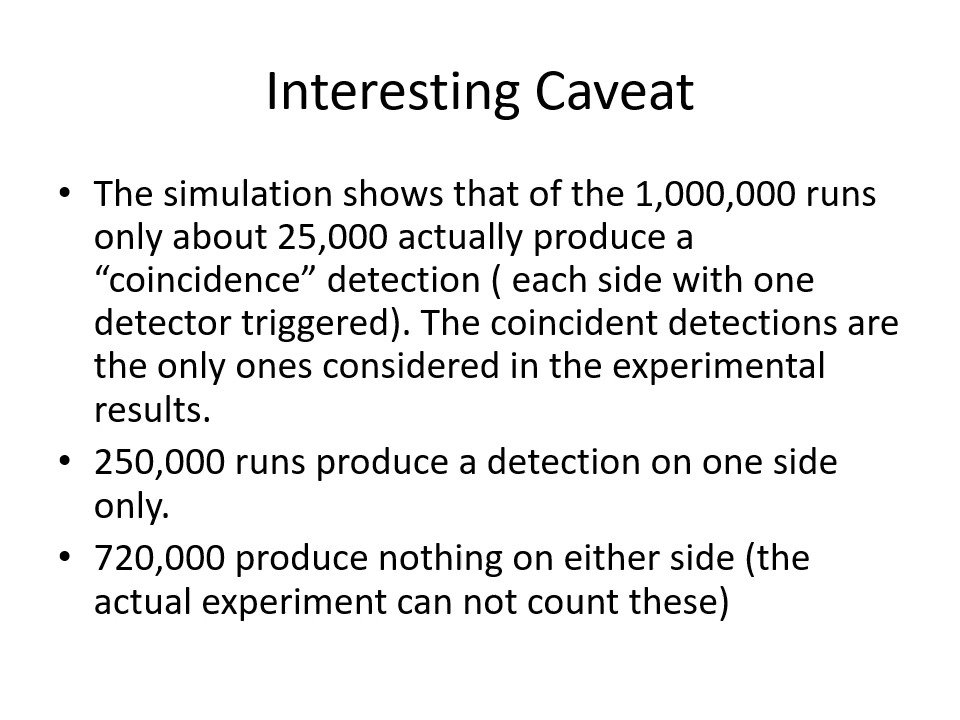 Interesting Caveat
• The simulation shows that of the 1,000,000 runs
only about 25,000 actually produce a
“coincidence” detection ( each side with one
detector triggered). The coincident detections are
the only ones considered in the experimental
results.
• 250,000 runs produce a detection on one side
only.
• 720,000 produce nothing on either side (the
actual experiment can not count these)